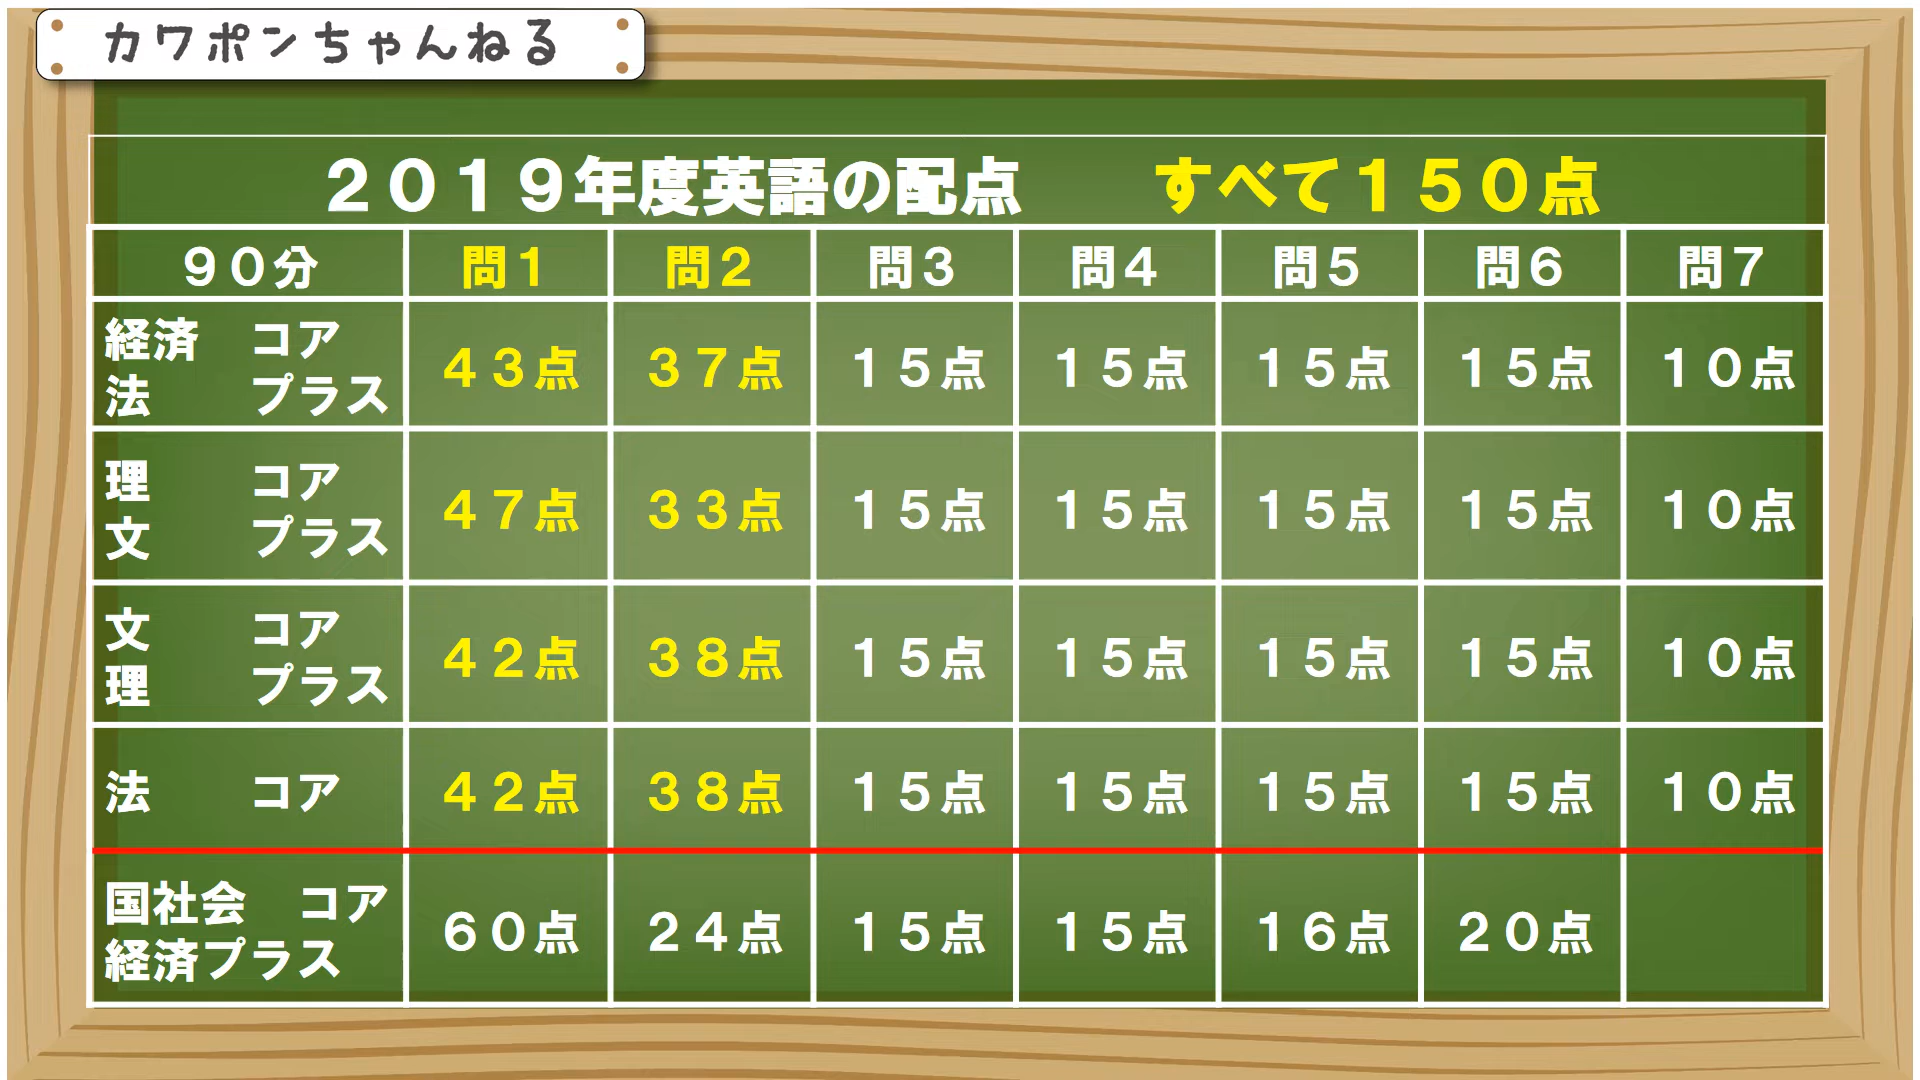 カワポンちゃんねる
２０１９年度英語の配点　すべて１５０点
９０分　問１　問２　問３　問４　問５　問６　問７
経済　コア
法　プラス
４３点　３７点　１５点　１５点　１５点　１５点　１０点
理　コア
文　プラス
４７点　３３点　１５点　１５点　１５点　１５点　１０点
文　コア
理　プラス
４２点　３８点　１５点　１５点　１５点　１５点　１０点
法　コア　４２点　３８点　１５点　１５点　１５点　１５点　１０点
国社会　コア
経済プラス
６０点　２４点　１５点　１５点　１６点　２０点